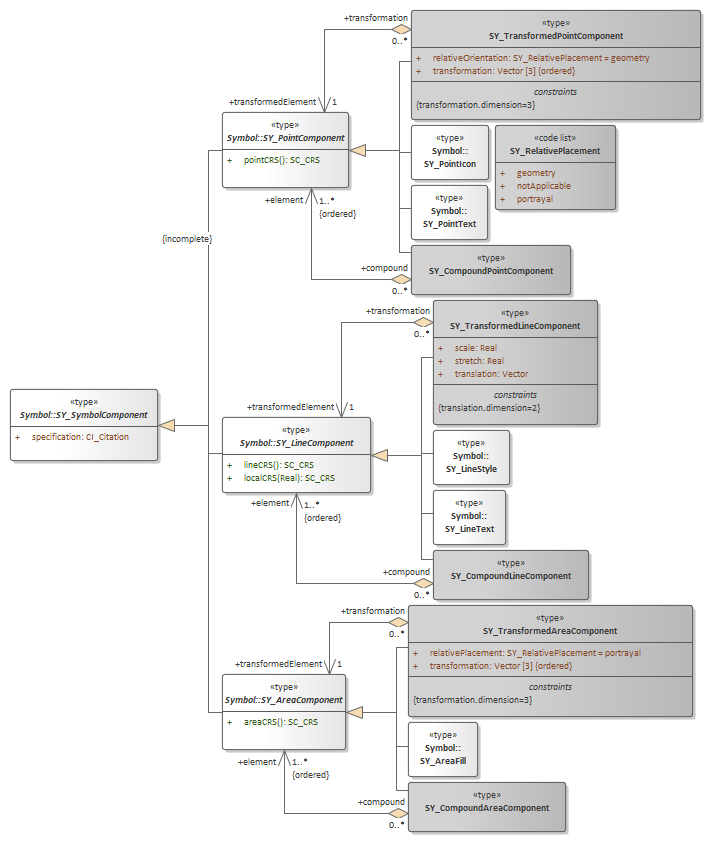 +transformation
0..*
«type»
SY_TransformedPointComponent
+ relativeOrientation: SY_RelativePlacement = geometry
+ transformation: Vector [3] {ordered}
constraints
{transformation.dimension=3}
+transformedElement
1
«type»
Symbol::SY_PointComponent
+ pointCRS(): SC_CRS
«type»
Symbol::
SY_PointIcon
«code list»
SY_RelativePlacement
+ geometry
+ notApplicable
+ portrayal
+element
1..*
{ordered}
«type»
Symbol::
SY_PointText
{incomplete}
+compound
0..*
«type»
SY_CompoundPointComponent
+transformation
0..*
«type»
SY_TransformedLineComponent
+ scale: Real
+ stretch: Real
+ translation: Vector
constraints
{translation.dimension=2}
«type»
Symbol::SY_SymbolComponent
+ specification: CI_Citation
+transformedElement
1
«type»
Symbol::SY_LineComponent
+ lineCRS(): SC_CRS
+ localCRS(Real): SC_CRS
«type»
Symbol::
SY_LineStyle
+element
1..*
{ordered}
«type»
Symbol::
SY_LineText
+compound
0..*
«type»
SY_CompoundLineComponent
+transformation
0..*
«type»
SY_TransformedAreaComponent
+ relativePlacement: SY_RelativePlacement = portrayal
+ transformation: Vector [3] {ordered}
constraints
{transformation.dimension=3}
+transformedElement
1
«type»
Symbol::SY_AreaComponent
+ areaCRS(): SC_CRS
«type»
Symbol::
SY_AreaFill
+element
1..*
{ordered}
+compound
0..*
«type»
SY_CompoundAreaComponent